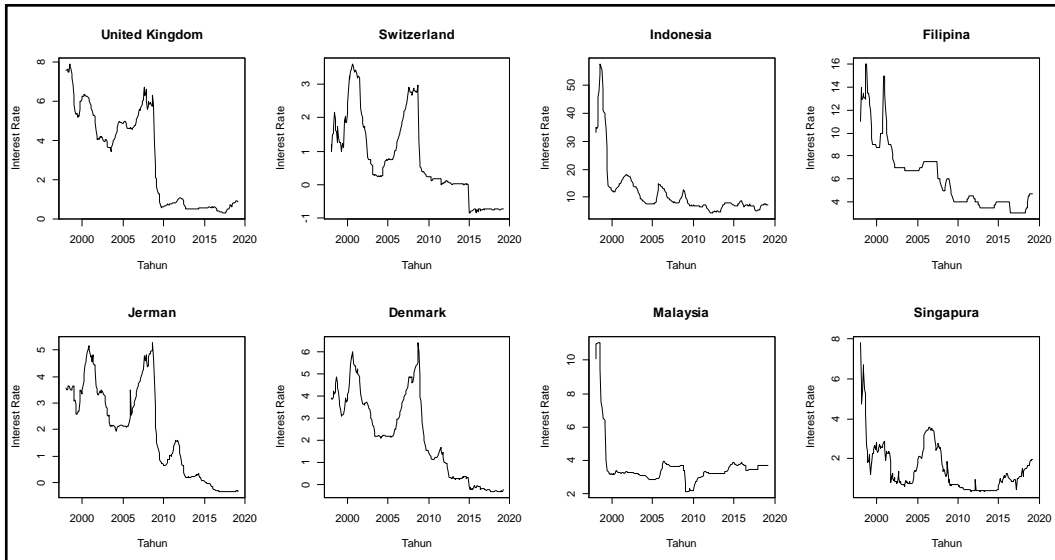 United Kingdom
Interest Rate
8
6
4
2
0
2000 2005 2010 2015 2020
Tahun
Switzerland
Interest Rate
3
2
1
0
-1
2000 2005 2010 2015 2020
Tahun
Indonesia
Interest Rate
50
40
30
20
10
2000 2005 2010 2015 2020
Tahun
Filipina
Interest Rate
16
14
12
10
8
6
4
2000 2005 2010 2015 2020
Tahun
Jerman
Interest Rate
5
4
3
2
1
0
2000 2005 2010 2015 2020
Tahun
Denmark
Interest Rate
6
5
4
3
2
1
0
2000 2005 2010 2015 2020
Tahun
Malaysia
Interest Rate
10
8
6
4
2
2000 2005 2010 2015 2020
Tahun
Singapura
Interest Rate
8
6
4
2
2000 2005 2010 2015 2020
Tahun